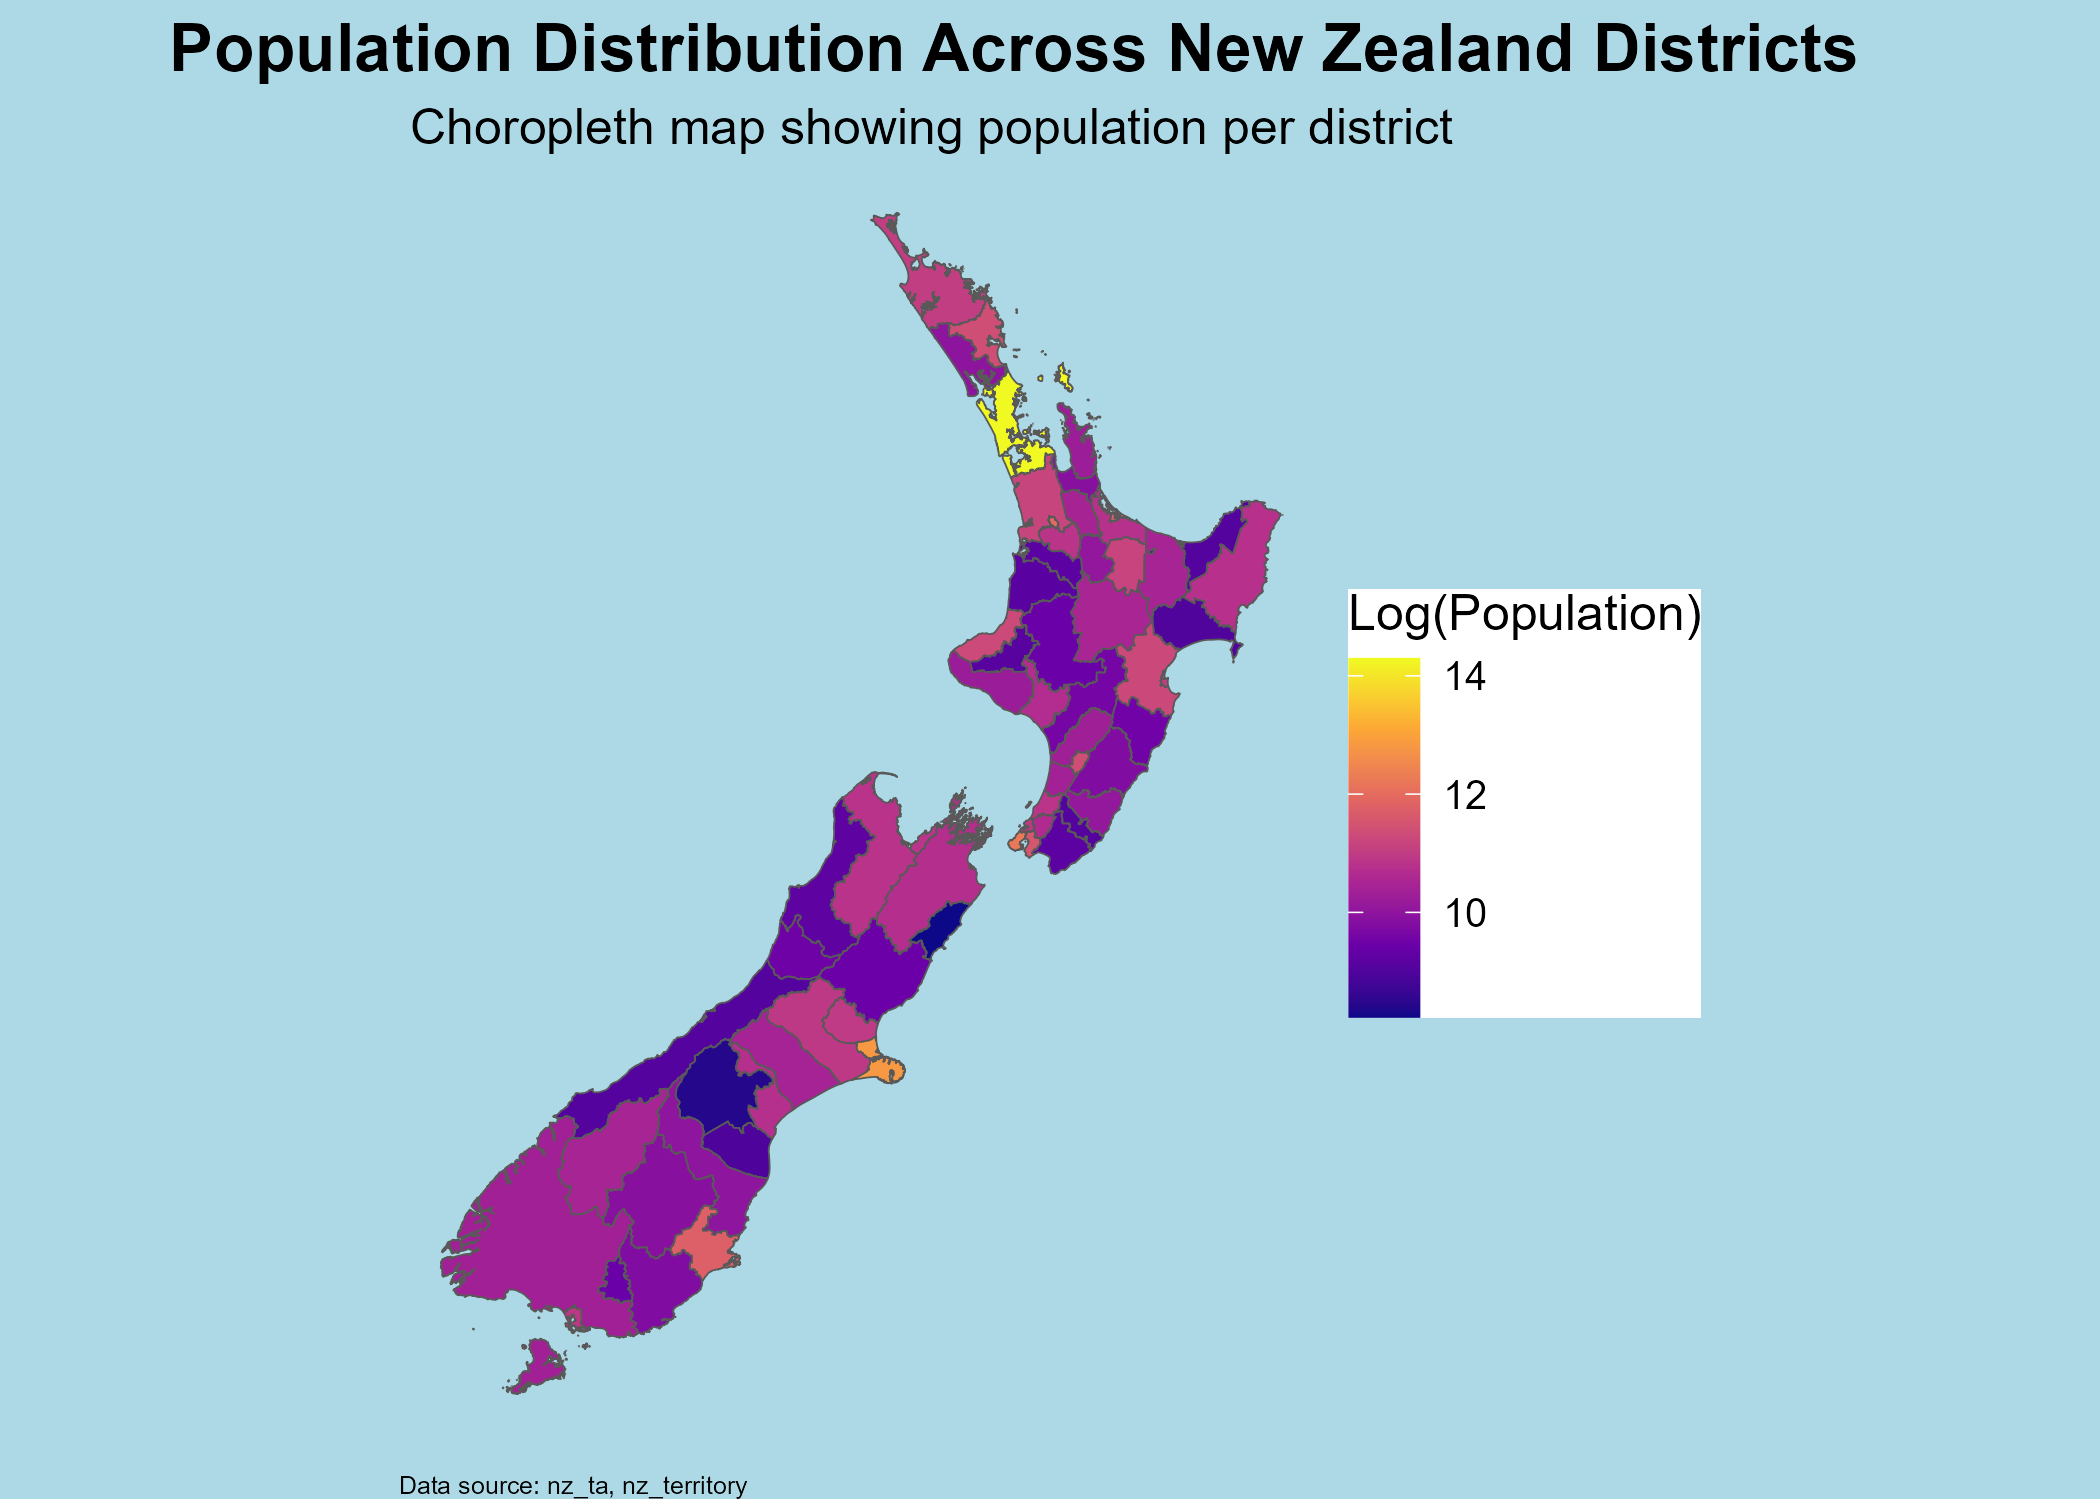 Population Distribution Across New Zealand Districts
Choropleth map showing population per district
Log(Population)
14
12
10
Data source: nz_ta, nz_territory